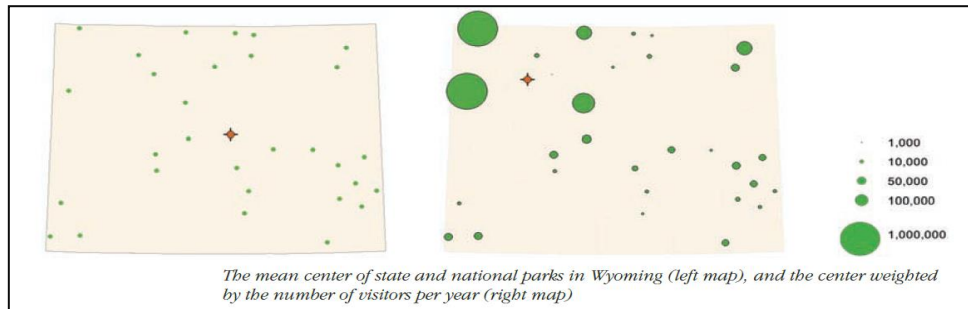 1,000
10,000
50,000
100,000
1,000,000
The mean center of state and national parks in Wyoming (left map), and the center weighted
by the number of visitors per year (right map)